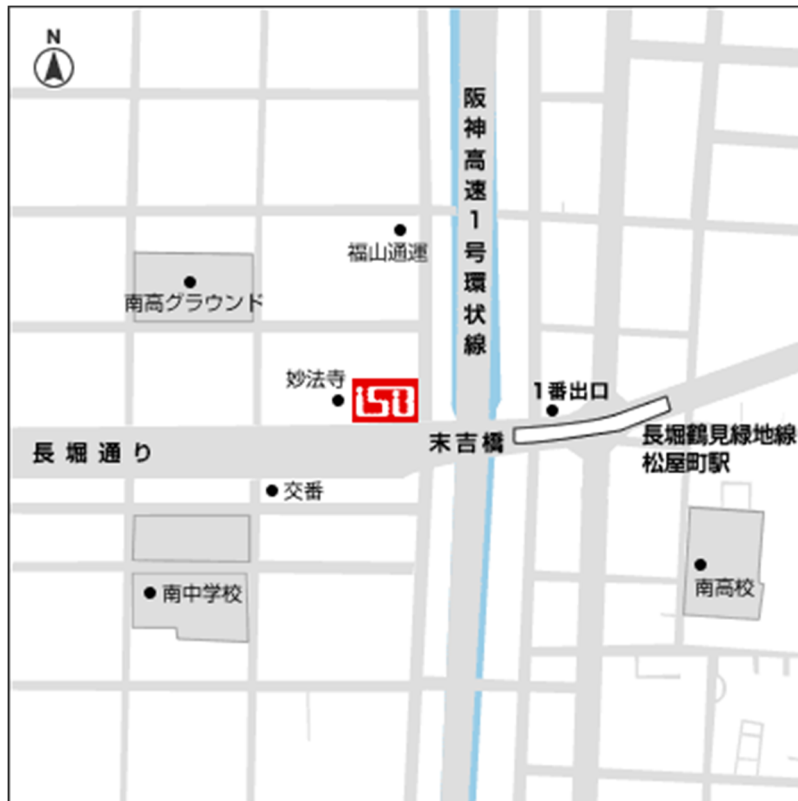 N
阪神高速1号環状線
福山通運
南高グラウンド
妙法寺
ISB
1番出口
長堀通り
末吉橋
長堀鶴見緑地線
松屋町駅
交番
南高校
南中学校